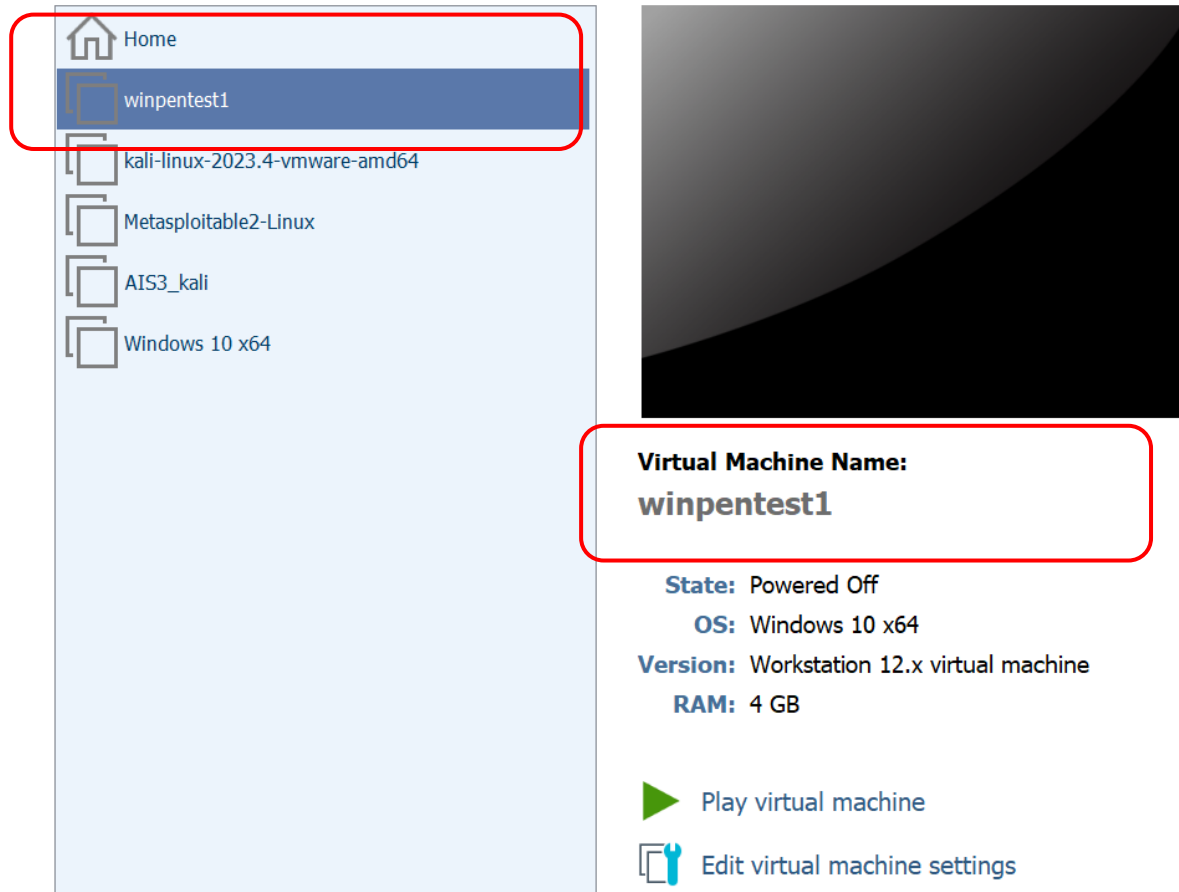 Home
winpentest1
kali-linux-2023.4-vmware-amd64
Metasploitable2-Linux
AIS3_kali
Windows 10 x64
Virtual Machine Name:
winpentest1
State: Powered Off
OS: Windows 10 x64
Version: Workstation 12.x virtual machine
RAM: 4 GB
Play virtual machine
Edit virtual machine settings